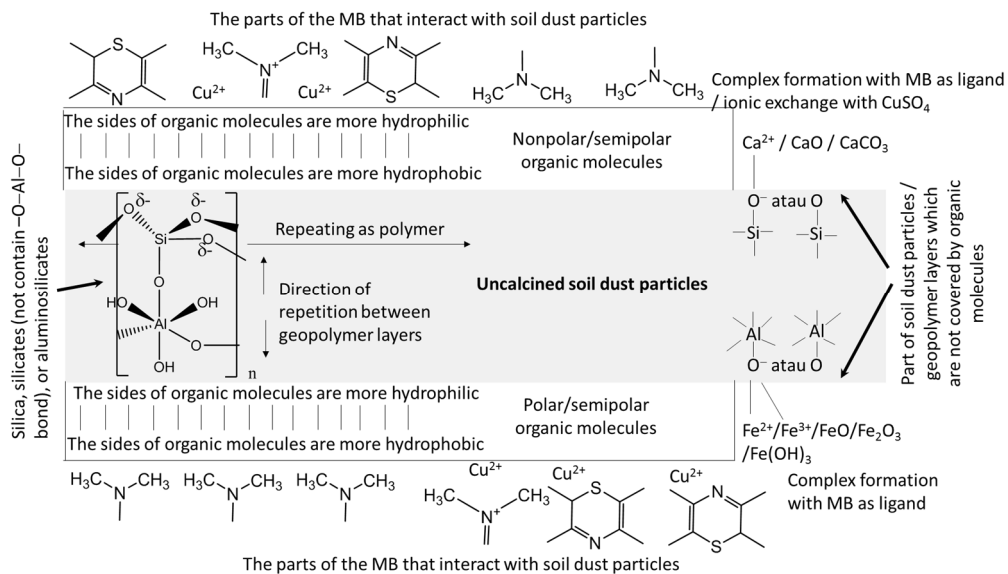 The parts of the MB that interact with soil dust particles
S
N
H₃C
CH₃
N⁺
Cu²⁺
Cu²⁺
N
S
N
H₃C
CH₃
N
H₃C
CH₃
Complex formation with MB as ligand
/ ionic exchange with CuSO₄
The sides of organic molecules are more hydrophilic
The sides of organic molecules are more hydrophobic
Nonpolar/semipolar
organic molecules
Ca²⁺ / CaO / CaCO₃
Silica, silicates (not contain –O–Al–O–
bond), or aluminosilicates
δ-
O
δ-
O
Si
O
δ-
O
HO
OH
Al
O
OH
n
Repeating as polymer
Direction of
repetition between
geopolymer layers
Uncalcined soil dust particles
O⁻ atau O
Si
Si
Al
Al
O⁻ atau O
Part of soil dust particles /
geopolymer layers which
are not covered by organic
molecules
The sides of organic molecules are more hydrophilic
The sides of organic molecules are more hydrophobic
Polar/semipolar
organic molecules
Fe²⁺/Fe³⁺/FeO/Fe₂O₃
/Fe(OH)₃
Complex formation
with MB as ligand
H₃C
CH₃
N
H₃C
CH₃
N
H₃C
CH₃
N
Cu²⁺
H₃C
CH₃
N⁺
Cu²⁺
S
N
Cu²⁺
N
S
The parts of the MB that interact with soil dust particles